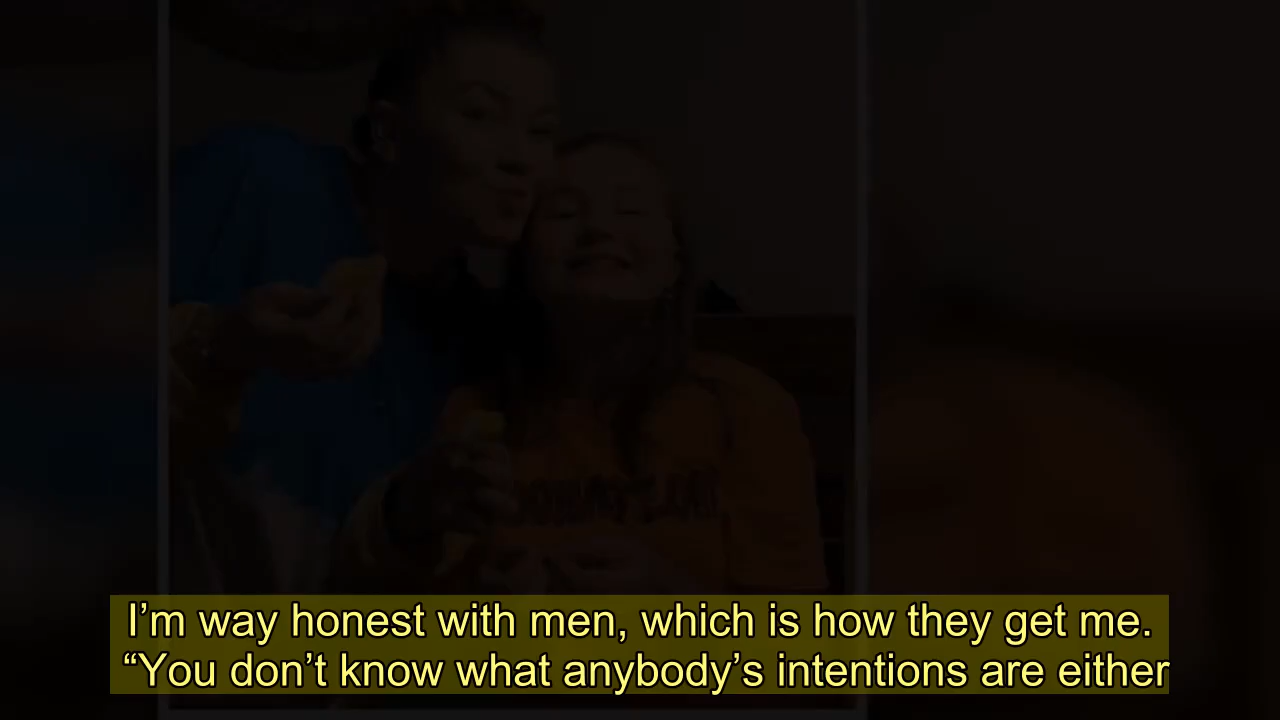 I’m way honest with men, which is how they get me.
“You don’t know what anybody’s intentions are either